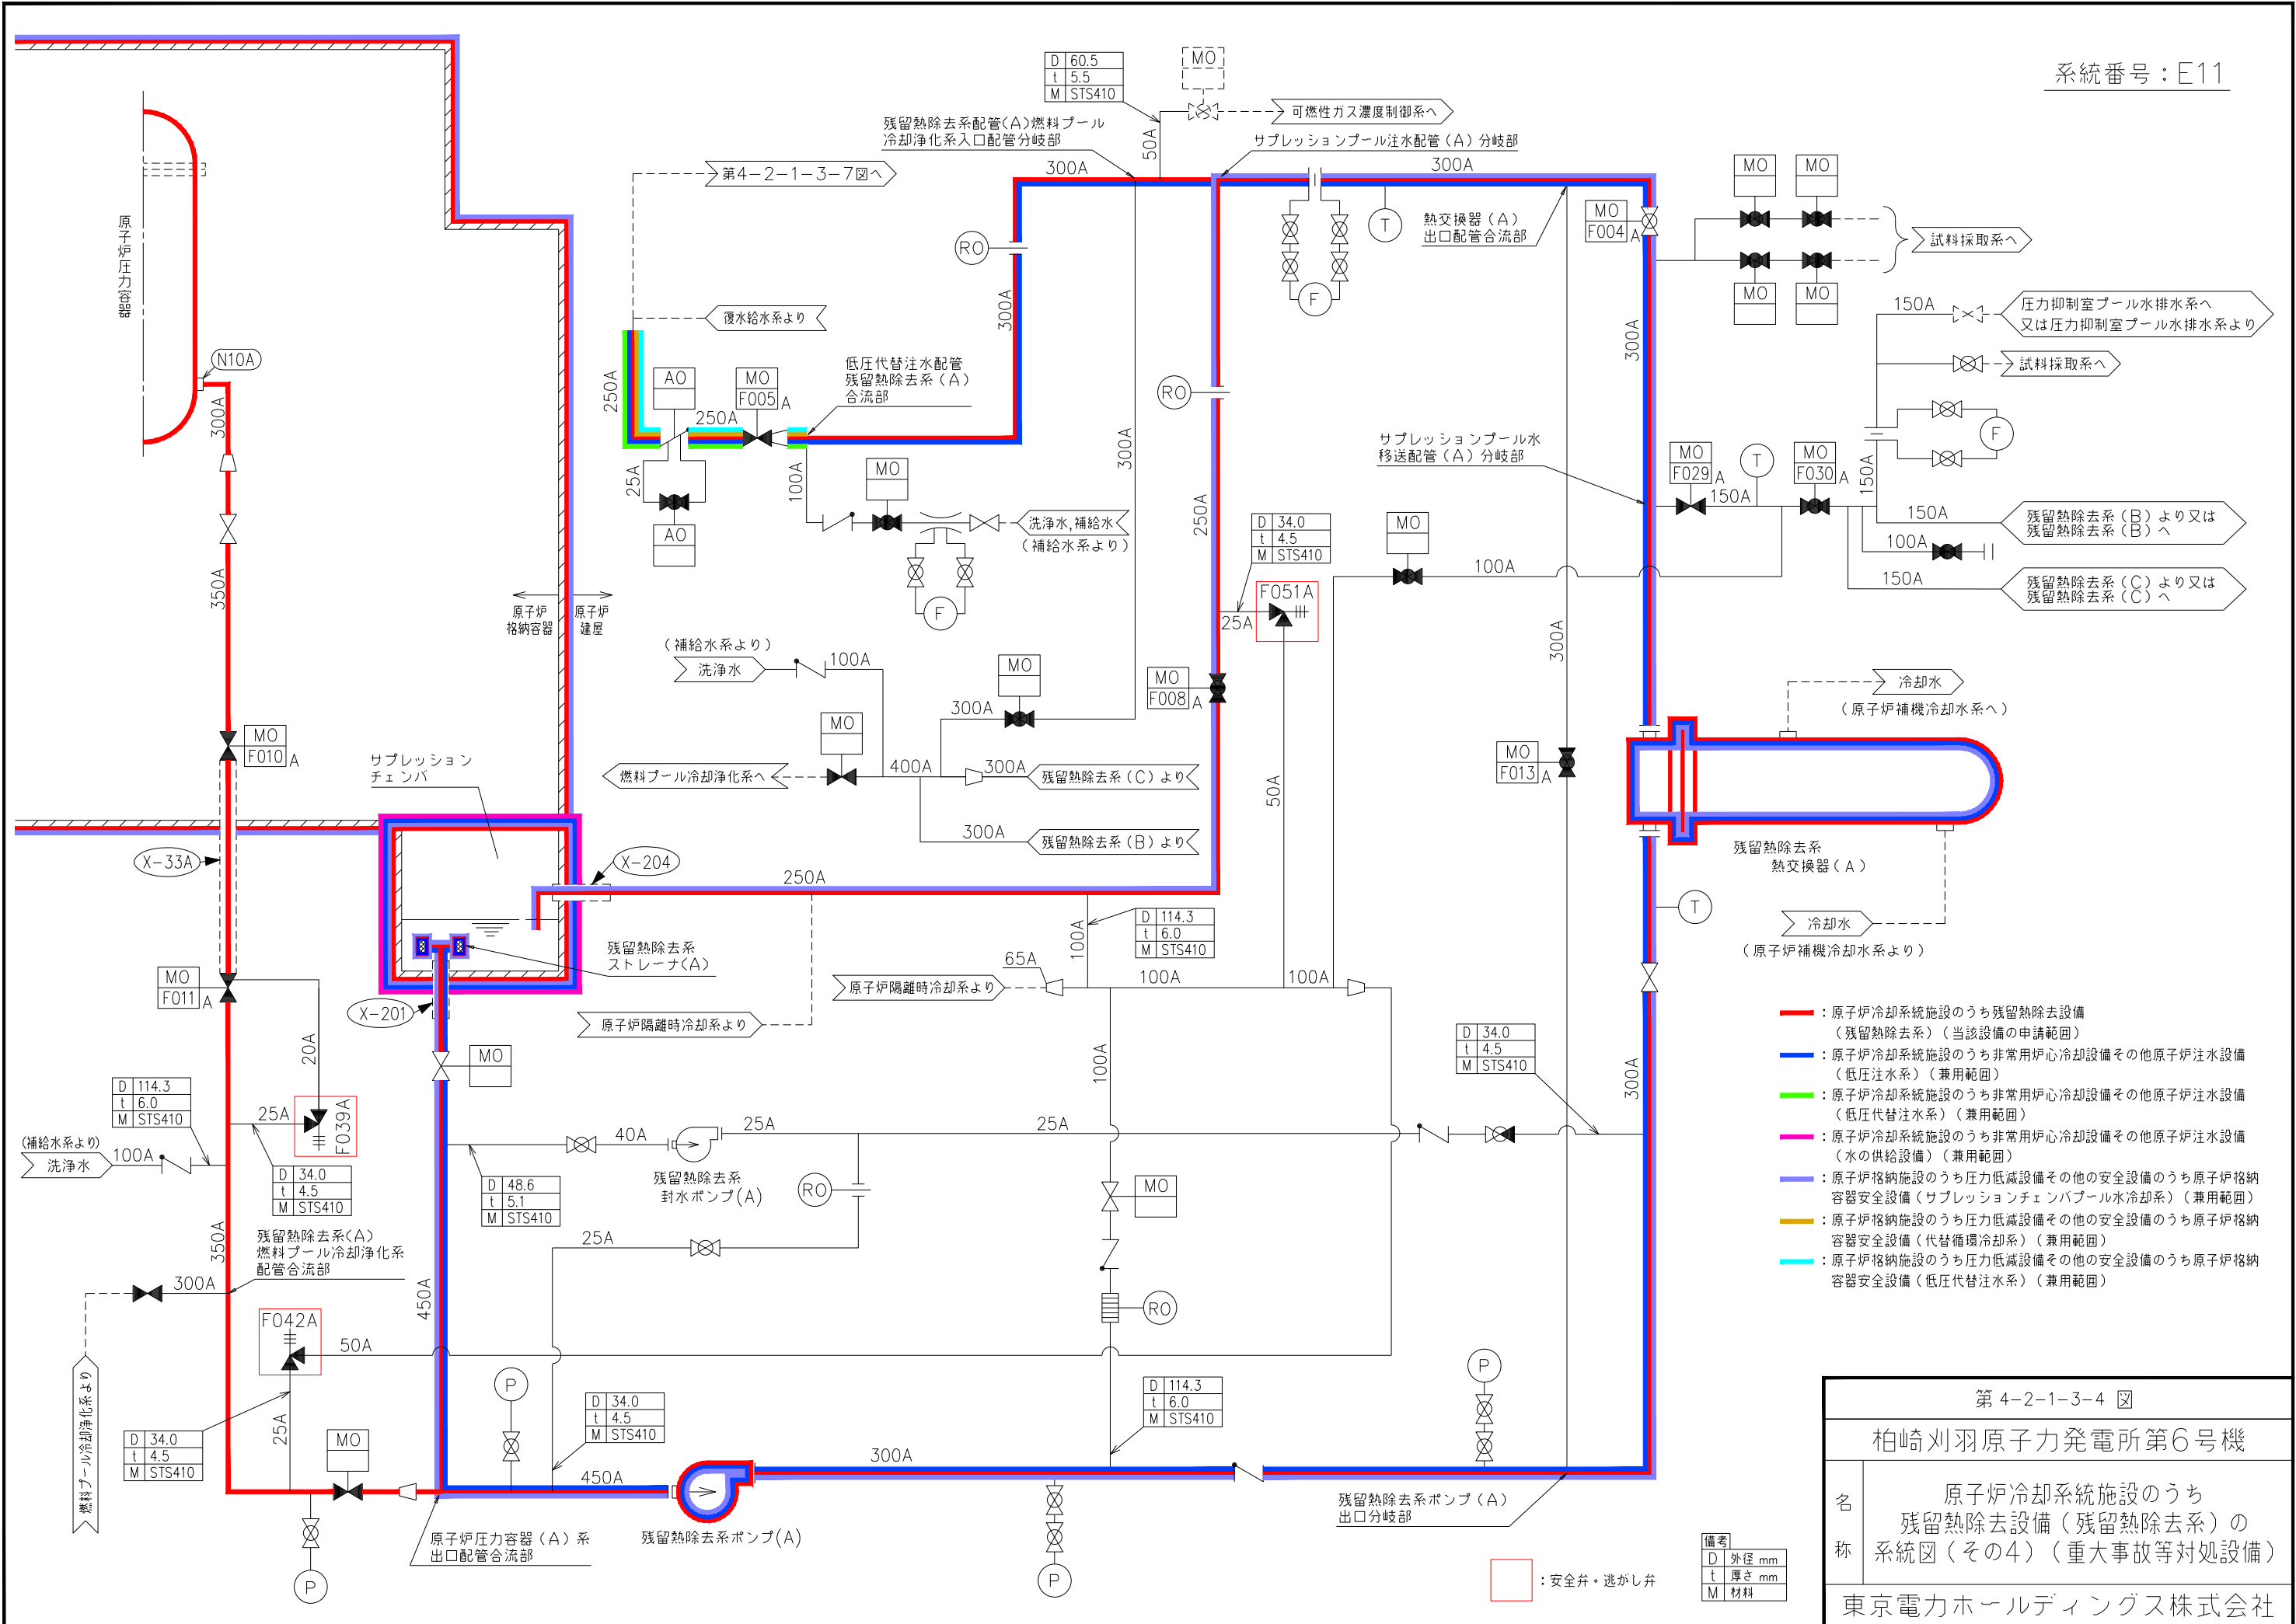 系統番号：E11
D 60.5
t 5.5
M STS410
MO
可燃性ガス濃度制御系へ
50A
残留熱除去系配管(A)燃料プール
冷却浄化系入口配管分岐部
サプレッションプール注水配管（A）分岐部
300A
300A
第4-2-1-3-7図へ
原子炉圧力容器
RO
T
F
熱交換器（A）
出口配管合流部
MO
F004 A
MO
MO
MO
MO
試料採取系へ
300A
300A
復水給水系より
150A
圧力抑制室プール水排水系へ
又は圧力抑制室プール水排水系より
試料採取系へ
N10A
250A
AO
MO
F005 A
250A
低圧代替注水配管
残留熱除去系（A）
合流部
RO
300A
25A
AO
100A
MO
洗浄水,補給水
（補給水系より）
F
300A
250A
サプレッションプール水
移送配管（A）分岐部
MO
F029 A
T
150A
MO
F030 A
150A
F
150A
残留熱除去系（B）より又は
残留熱除去系（B）へ
100A
150A
残留熱除去系（C）より又は
残留熱除去系（C）へ
D 34.0
t 4.5
M STS410
MO
100A
F051A
25A
350A
原子炉
格納容器
原子炉
建屋
（補給水系より）
洗浄水
100A
MO
300A
MO
F008 A
300A
冷却水
（原子炉補機冷却水系へ）
MO
F010 A
サプレッション
チェンバ
MO
燃料プール冷却浄化系へ
400A
300A
残留熱除去系（C）より
300A
残留熱除去系（B）より
50A
MO
F013 A
残留熱除去系
熱交換器（A）
X-33A
X-204
250A
T
冷却水
（原子炉補機冷却水系より）
D 114.3
t 6.0
M STS410
100A
残留熱除去系
ストレーナ(A)
65A
原子炉隔離時冷却系より
100A
100A
MO
F011 A
X-201
原子炉隔離時冷却系より
20A
MO
100A
D 34.0
t 4.5
M STS410
300A
：原子炉冷却系統施設のうち残留熱除去設備
（残留熱除去系）（当該設備の申請範囲）
：原子炉冷却系統施設のうち非常用炉心冷却設備その他原子炉注水設備
（低圧注水系）（兼用範囲）
：原子炉冷却系統施設のうち非常用炉心冷却設備その他原子炉注水設備
（低圧代替注水系）（兼用範囲）
：原子炉冷却系統施設のうち非常用炉心冷却設備その他原子炉注水設備
（水の供給設備）（兼用範囲）
：原子炉格納施設のうち圧力低減設備その他の安全設備のうち原子炉格納
容器安全設備（サプレッションチェンバプール水冷却系）（兼用範囲）
：原子炉格納施設のうち圧力低減設備その他の安全設備のうち原子炉格納
容器安全設備（代替循環冷却系）（兼用範囲）
：原子炉格納施設のうち圧力低減設備その他の安全設備のうち原子炉格納
容器安全設備（低圧代替注水系）（兼用範囲）
D 114.3
t 6.0
M STS410
25A
F039A
(補給水系より)
洗浄水
100A
D 34.0
t 4.5
M STS410
40A
25A
25A
残留熱除去系
封水ポンプ(A)
D 48.6
t 5.1
M STS410
RO
MO
350A
残留熱除去系(A)
燃料プール冷却浄化系
配管合流部
25A
300A
450A
RO
F042A
50A
燃料プール冷却浄化系より
25A
D 34.0
t 4.5
M STS410
MO
P
D 34.0
t 4.5
M STS410
450A
D 114.3
t 6.0
M STS410
P
300A
原子炉圧力容器（A）系
出口配管合流部
残留熱除去系ポンプ(A)
残留熱除去系ポンプ（A）
出口分岐部
P
P
：安全弁・逃がし弁
備考
D 外径 mm
t 厚さ mm
M 材料
第 4-2-1-3-4 図
柏崎刈羽原子力発電所第6号機
名称
原子炉冷却系統施設のうち
残留熱除去設備（残留熱除去系）の
系統図（その4）（重大事故等対処設備）
東京電力ホールディングス株式会社